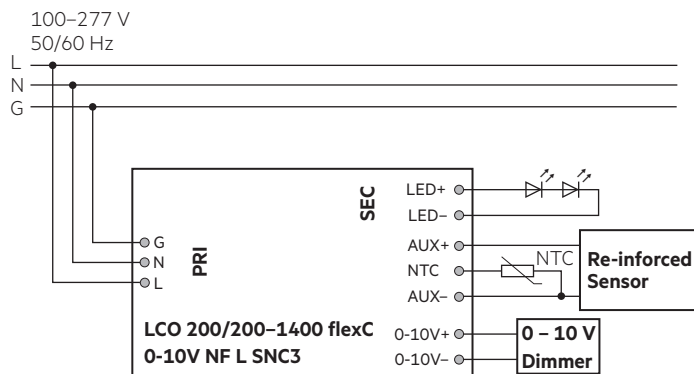 100–277 V
50/60 Hz
L
N
G
LED+
SEC
LED–
AUX+
G
N
L
PRI
NTC
NTC
Re-inforced
Sensor
AUX–
LCO 200/200–1400 flexC
0-10V NF L SNC3
0-10V+
0-10V–
0 – 10 V
Dimmer